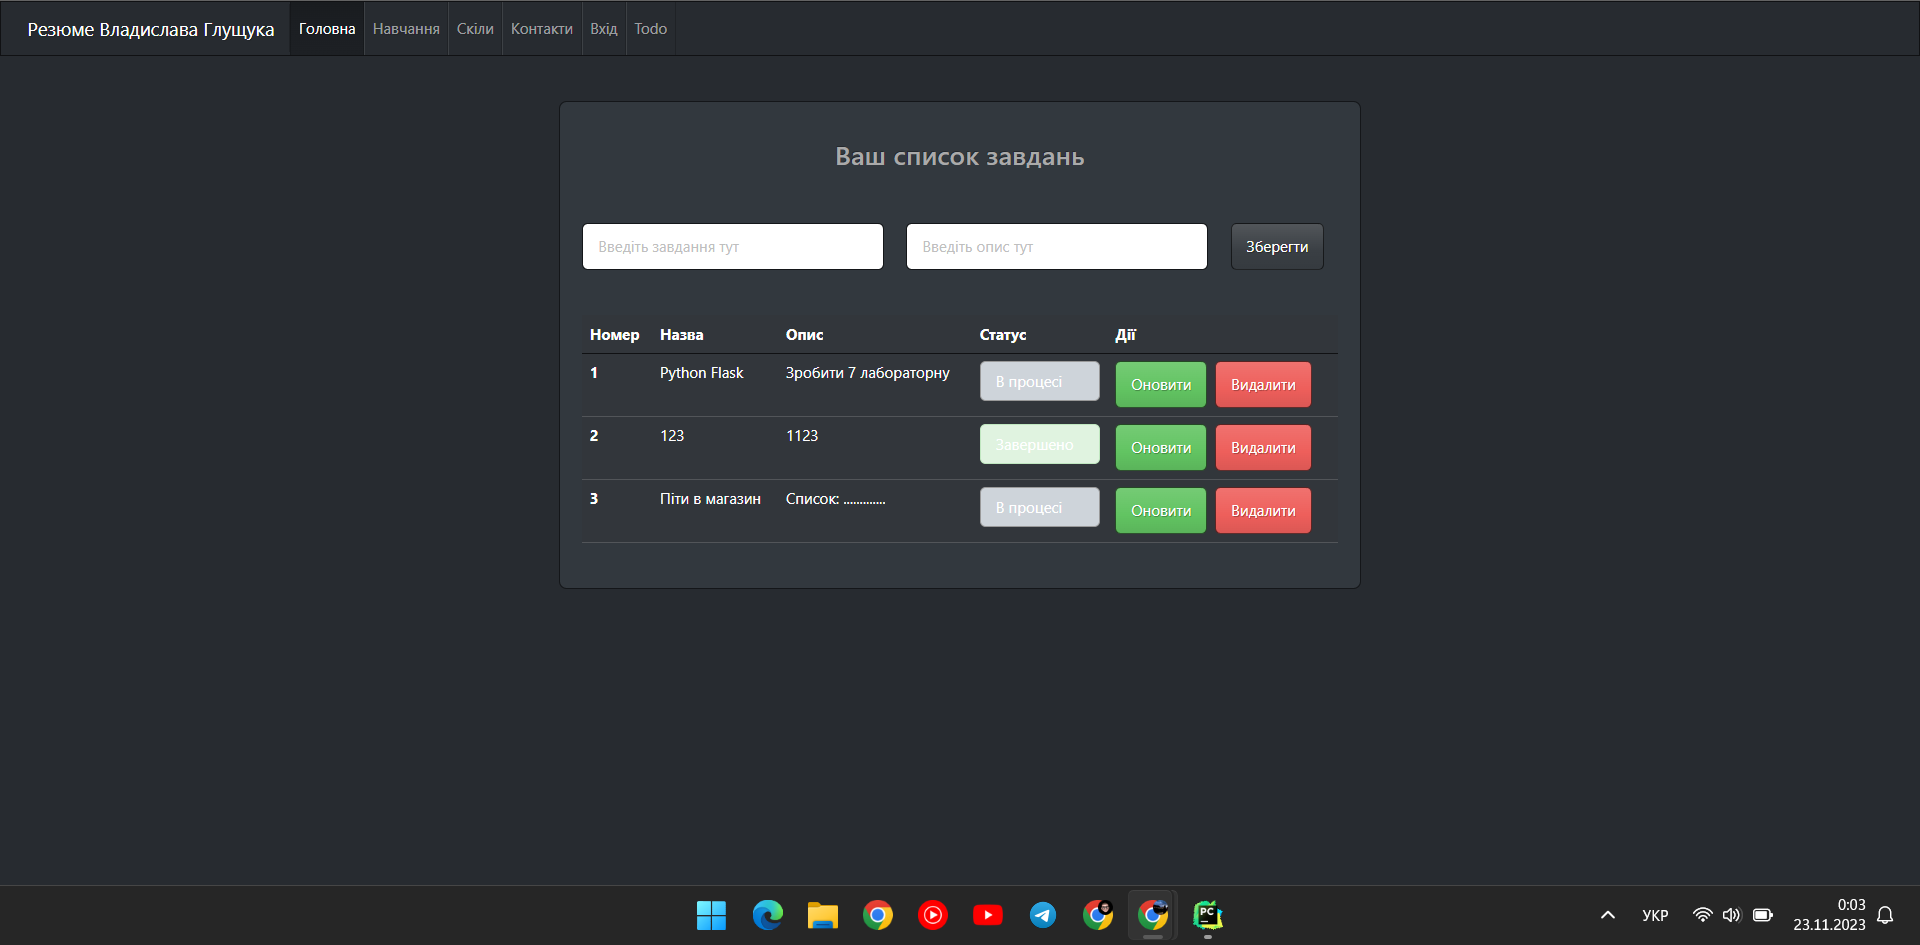 Резюме Владислава Глущука Головна Навчання Скіли Контакти Вхід Todo
Ваш список завдань
Введіть завдання тут Введіть опис тут Зберегти
Номер Назва Опис Статус Дії
1 Python Flask Зробити 7 лабораторну В процесі Оновити Видалити
2 123 1123 Завершено Оновити Видалити
3 Піти в магазин Список: ............. В процесі Оновити Видалити
PC
УКР
0:03
23.11.2023